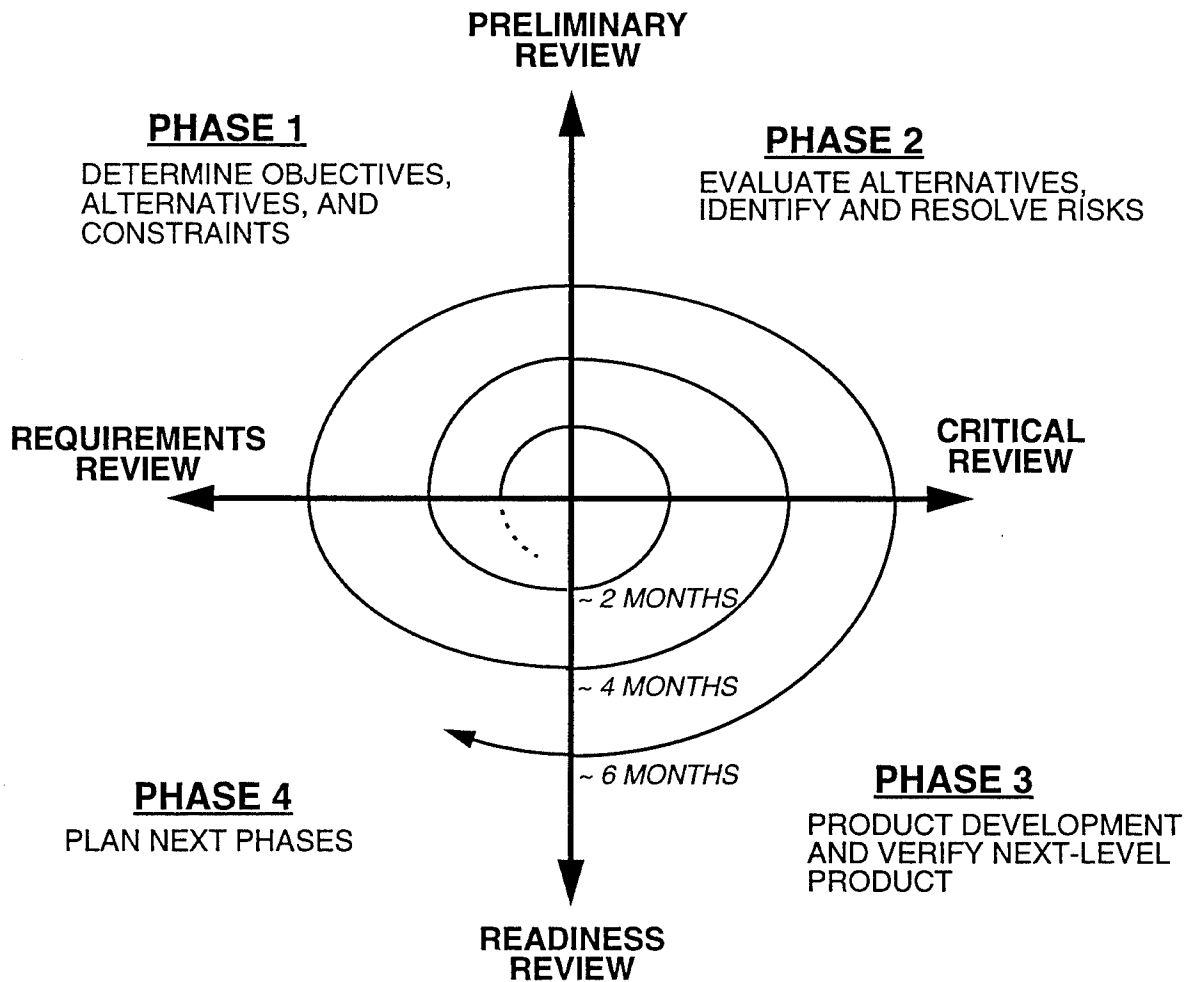 PRELIMINARY
REVIEW
PHASE 1
DETERMINE OBJECTIVES,
ALTERNATIVES, AND
CONSTRAINTS
PHASE 2
EVALUATE ALTERNATIVES,
IDENTIFY AND RESOLVE RISKS
REQUIREMENTS
REVIEW
CRITICAL
REVIEW
~ 2 MONTHS
~ 4 MONTHS
~ 6 MONTHS
PHASE 4
PLAN NEXT PHASES
PHASE 3
PRODUCT DEVELOPMENT
AND VERIFY NEXT-LEVEL
PRODUCT
READINESS
REVIEW